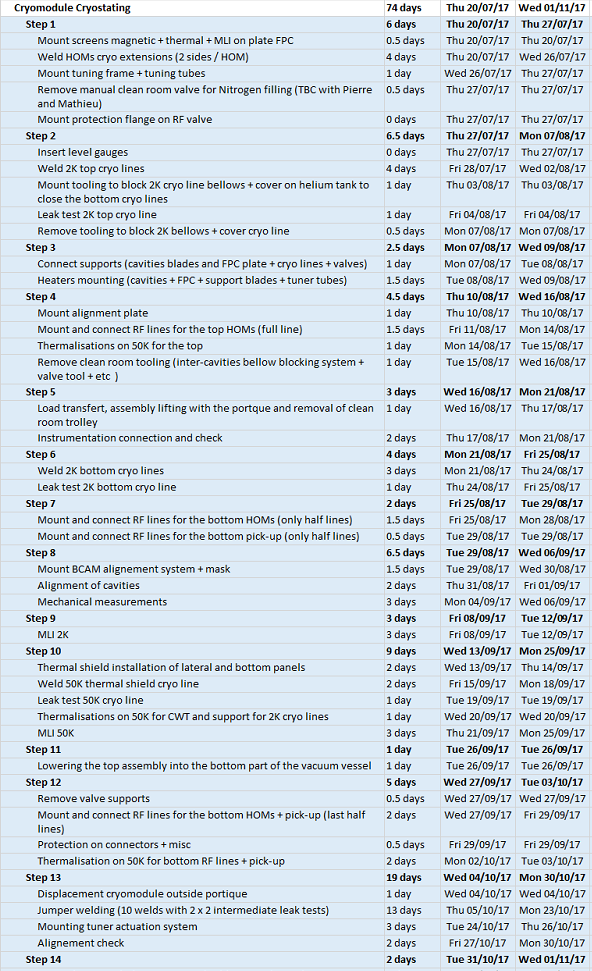 Cryomodule Cryostating 74 days Thu 20/07/17 Wed 01/11/17
Step 1 6 days Thu 20/07/17 Thu 27/07/17
Mount screens magnetic + thermal + MLI on plate FPC 0.5 days Thu 20/07/17 Thu 20/07/17
Weld HOMs cryo extensions (2 sides / HOM) 4 days Thu 20/07/17 Wed 26/07/17
Mount tuning frame + tuning tubes 1 day Wed 26/07/17 Thu 27/07/17
Remove manual clean room valve for Nitrogen filling (TBC with Pierre 0.5 days Thu 27/07/17 Thu 27/07/17
and Mathieu)
Mount protection flange on RF valve 0 days Thu 27/07/17 Thu 27/07/17
Step 2 6.5 days Thu 27/07/17 Mon 07/08/17
Insert level gauges 0 days Thu 27/07/17 Thu 27/07/17
Weld 2K top cryo lines 4 days Fri 28/07/17 Wed 02/08/17
Mount tooling to block 2K cryo line bellows + cover on helium tank to 1 day Thu 03/08/17 Thu 03/08/17
close the bottom cryo lines
Leak test 2K top cryo line 1 day Fri 04/08/17 Fri 04/08/17
Remove tooling to block 2K bellows + cover cryo line 0.5 days Mon 07/08/17 Mon 07/08/17
Step 3 2.5 days Mon 07/08/17 Wed 09/08/17
Connect supports (cavities blades and FPC plate + cryo lines + valves) 1 day Mon 07/08/17 Tue 08/08/17
Heaters mounting (cavities + FPC + support blades + tuner tubes) 1.5 days Tue 08/08/17 Wed 09/08/17
Step 4 4.5 days Thu 10/08/17 Wed 16/08/17
Mount alignment plate 1 day Thu 10/08/17 Thu 10/08/17
Mount and connect RF lines for the top HOMs (full line) 1.5 days Fri 11/08/17 Mon 14/08/17
Thermalisations on 50K for the top 1 day Mon 14/08/17 Tue 15/08/17
Remove clean room tooling (inter-cavities bellow blocking system + 1 day Tue 15/08/17 Wed 16/08/17
valve tool + etc )
Step 5 3 days Wed 16/08/17 Mon 21/08/17
Load transfert, assembly lifting with the portque and removal of clean 1 day Wed 16/08/17 Thu 17/08/17
room trolley
Instrumentation connection and check 2 days Thu 17/08/17 Mon 21/08/17
Step 6 4 days Mon 21/08/17 Fri 25/08/17
Weld 2K bottom cryo lines 3 days Mon 21/08/17 Thu 24/08/17
Leak test 2K bottom cryo line 1 day Thu 24/08/17 Fri 25/08/17
Step 7 2 days Fri 25/08/17 Tue 29/08/17
Mount and connect RF lines for the bottom HOMs (only half lines) 1.5 days Fri 25/08/17 Mon 28/08/17
Mount and connect RF lines for the bottom pick-up (only half lines) 0.5 days Tue 29/08/17 Tue 29/08/17
Step 8 6.5 days Tue 29/08/17 Wed 06/09/17
Mount BCAM alignement system + mask 1.5 days Tue 29/08/17 Wed 30/08/17
Alignment of cavities 2 days Thu 31/08/17 Fri 01/09/17
Mechanical measurements 3 days Mon 04/09/17 Wed 06/09/17
Step 9 3 days Fri 08/09/17 Tue 12/09/17
MLI 2K 3 days Fri 08/09/17 Tue 12/09/17
Step 10 9 days Wed 13/09/17 Mon 25/09/17
Thermal shield installation of lateral and bottom panels 2 days Wed 13/09/17 Thu 14/09/17
Weld 50K thermal shield cryo line 2 days Fri 15/09/17 Mon 18/09/17
Leak test 50K cryo line 1 day Tue 19/09/17 Tue 19/09/17
Thermalisations on 50K for CWT and support for 2K cryo lines 1 day Wed 20/09/17 Wed 20/09/17
MLI 50K 3 days Thu 21/09/17 Mon 25/09/17
Step 11 1 day Tue 26/09/17 Tue 26/09/17
Lowering the top assembly into the bottom part of the vacuum vessel 1 day Tue 26/09/17 Tue 26/09/17
Step 12 5 days Wed 27/09/17 Tue 03/10/17
Remove valve supports 0.5 days Wed 27/09/17 Wed 27/09/17
Mount and connect RF lines for the bottom HOMs + pick-up (last half 2 days Wed 27/09/17 Fri 29/09/17
lines)
Protection on connectors + misc 0.5 days Fri 29/09/17 Fri 29/09/17
Thermalisation on 50K for bottom RF lines + pick-up 2 days Mon 02/10/17 Tue 03/10/17
Step 13 19 days Wed 04/10/17 Mon 30/10/17
Displacement cryomodule outside portique 1 day Wed 04/10/17 Wed 04/10/17
Jumper welding (10 welds with 2 x 2 intermediate leak tests) 13 days Thu 05/10/17 Mon 23/10/17
Mounting tuner actuation system 3 days Tue 24/10/17 Thu 26/10/17
Alignement check 2 days Fri 27/10/17 Mon 30/10/17
Step 14 2 days Tue 31/10/17 Wed 01/11/17